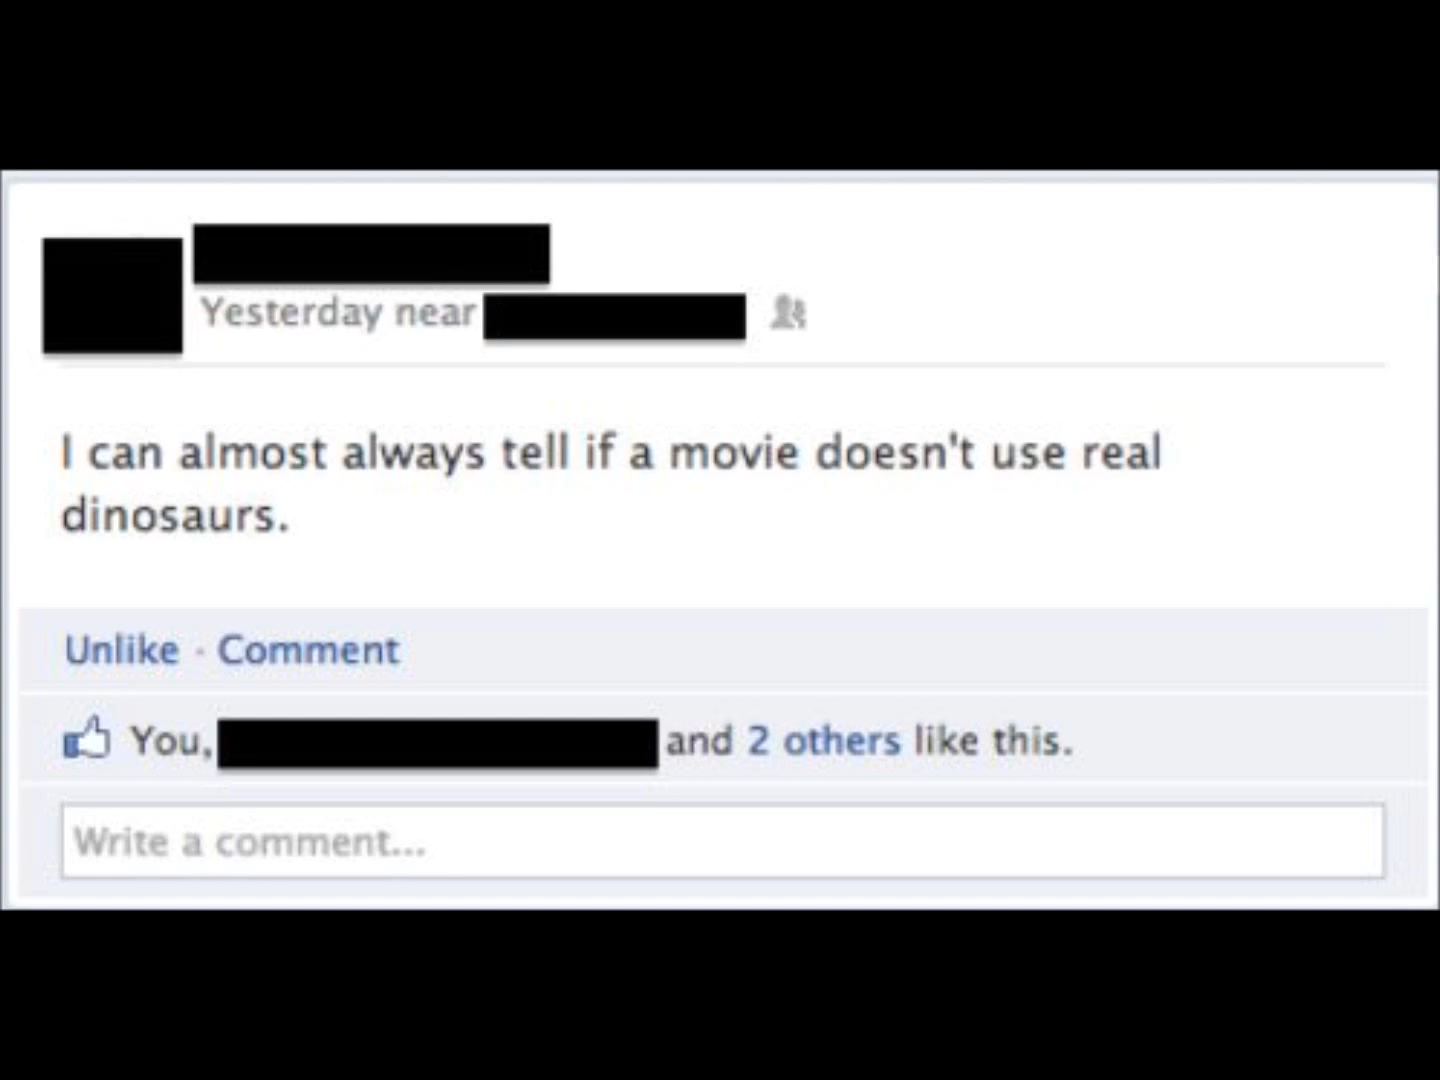 Yesterday near
I can almost always tell if a movie doesn't use real
dinosaurs.
Unlike · Comment
You, and 2 others like this.
Write a comment...